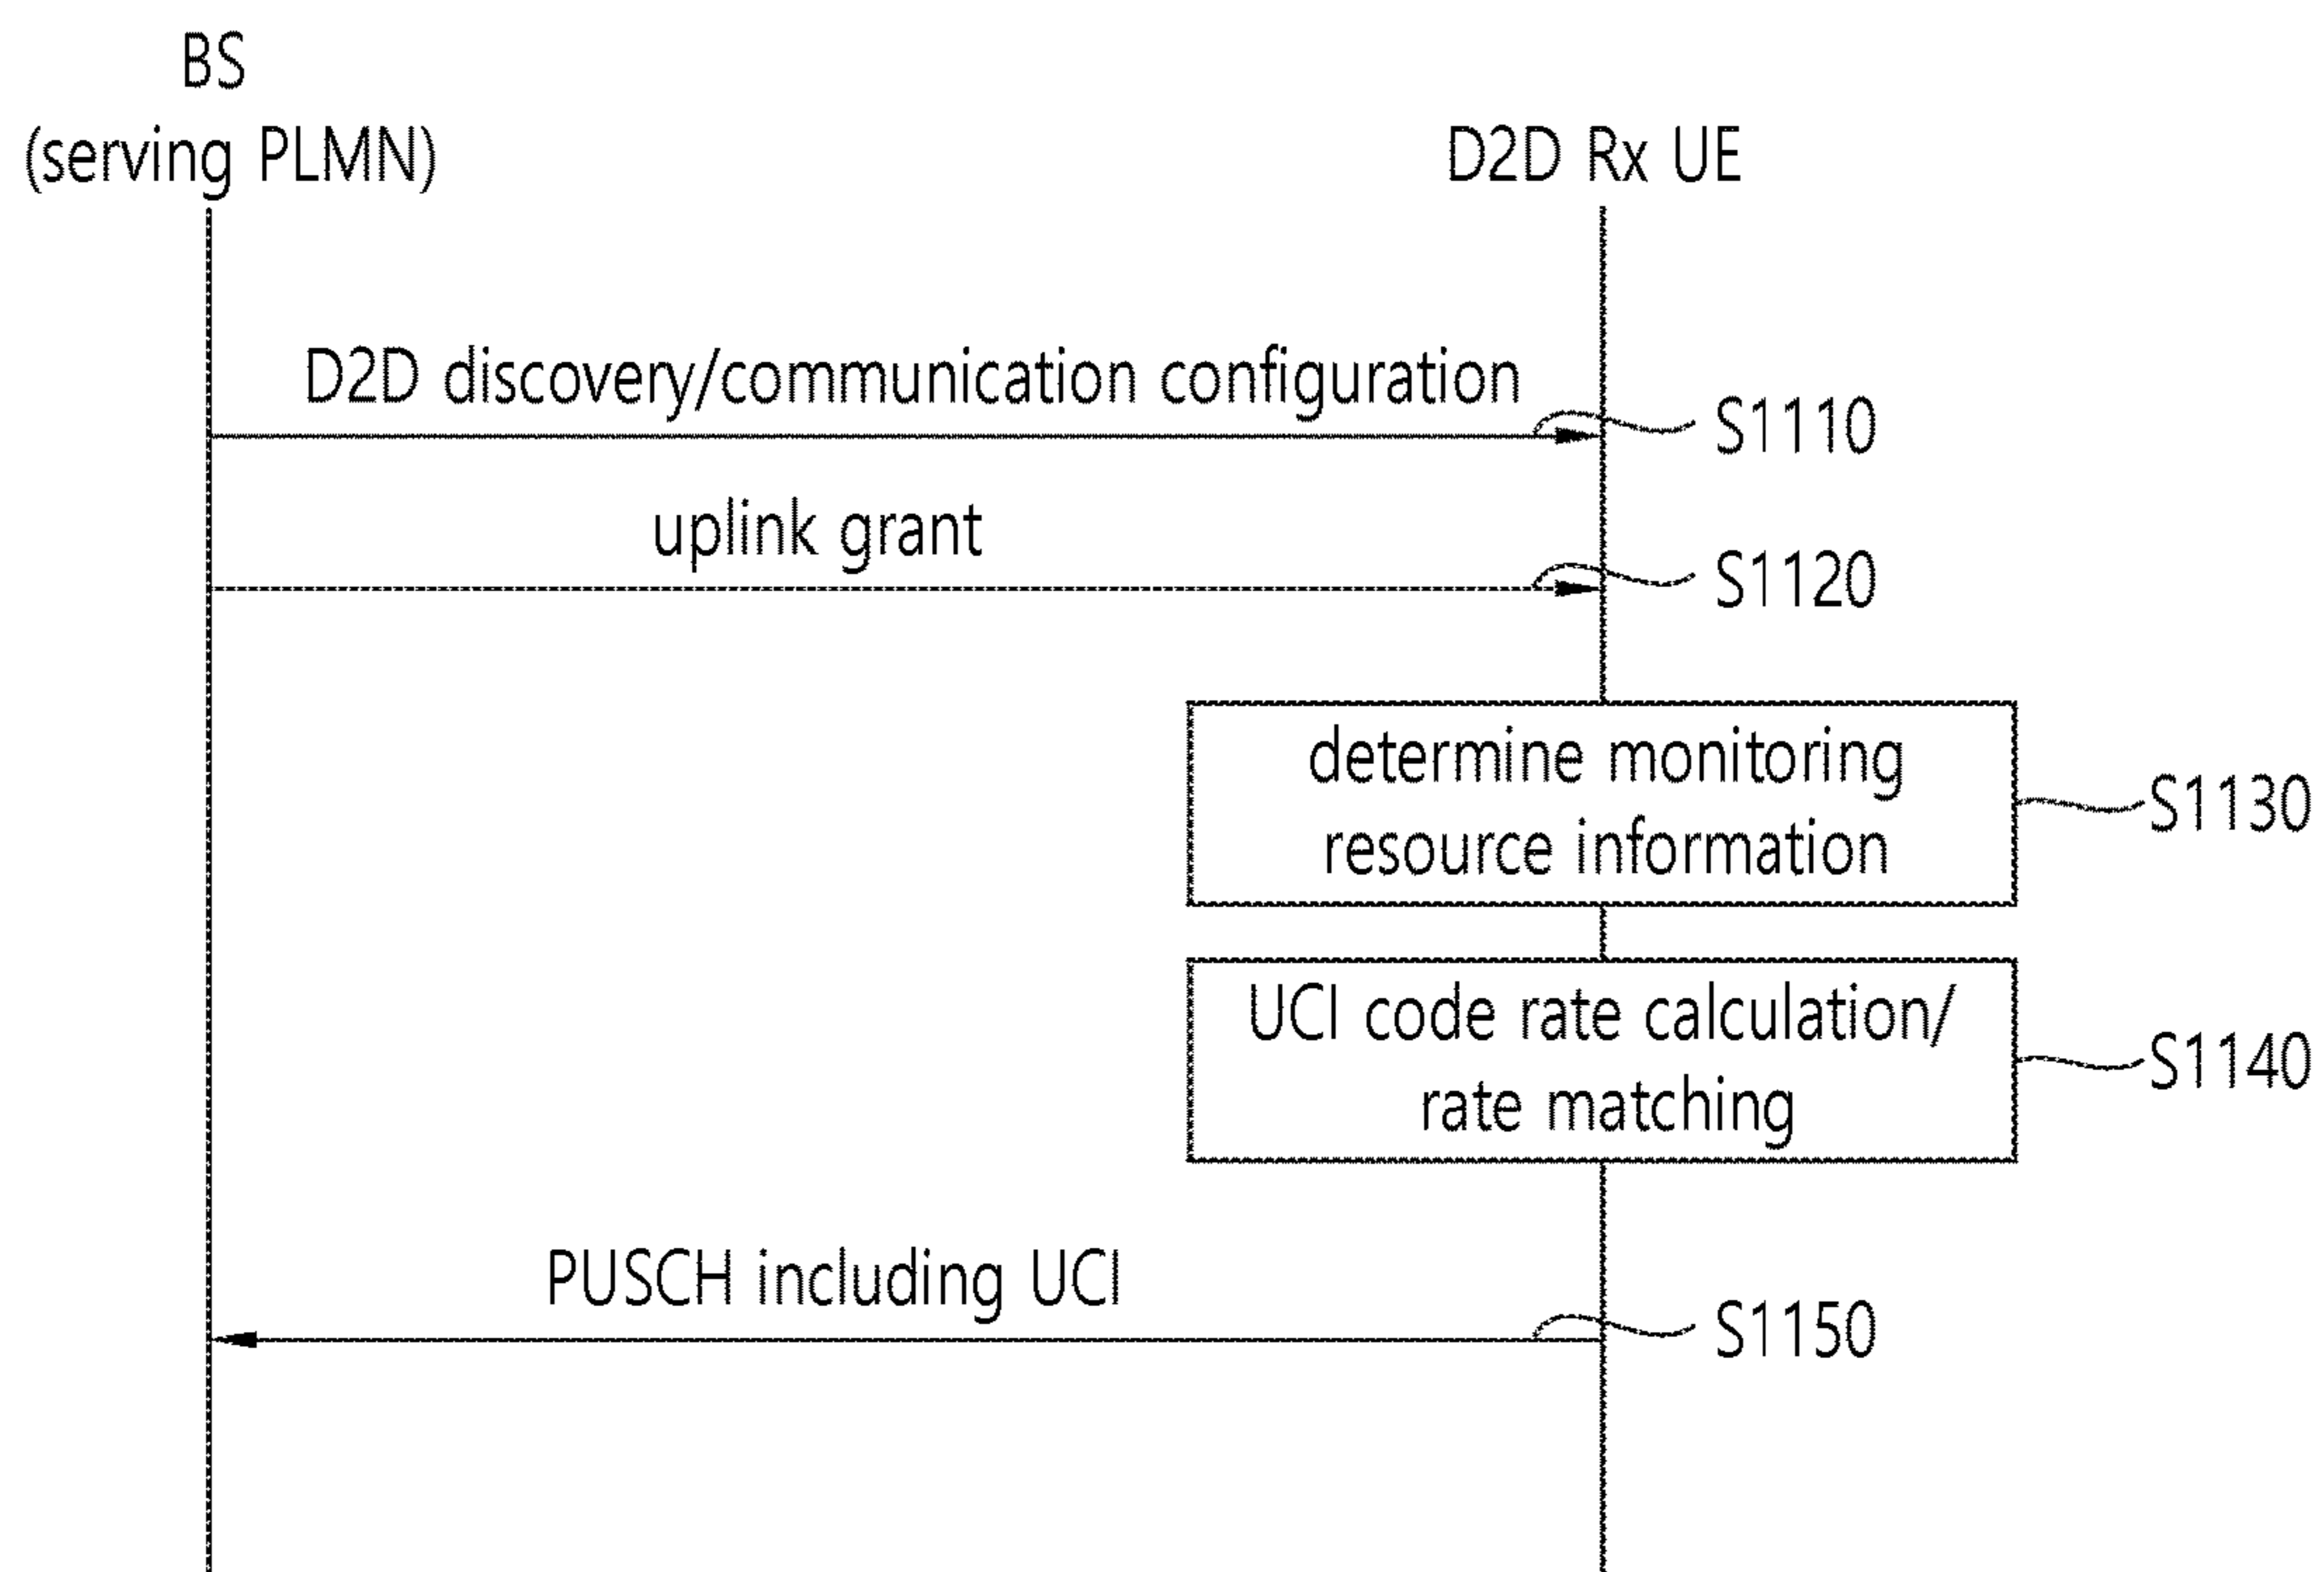 BS
(serving PLMN)
D2D Rx UE
D2D discovery/communication configuration
S1110
uplink grant
S1120
determine monitoring
resource information
S1130
UCI code rate calculation/
rate matching
S1140
PUSCH including UCI
S1150